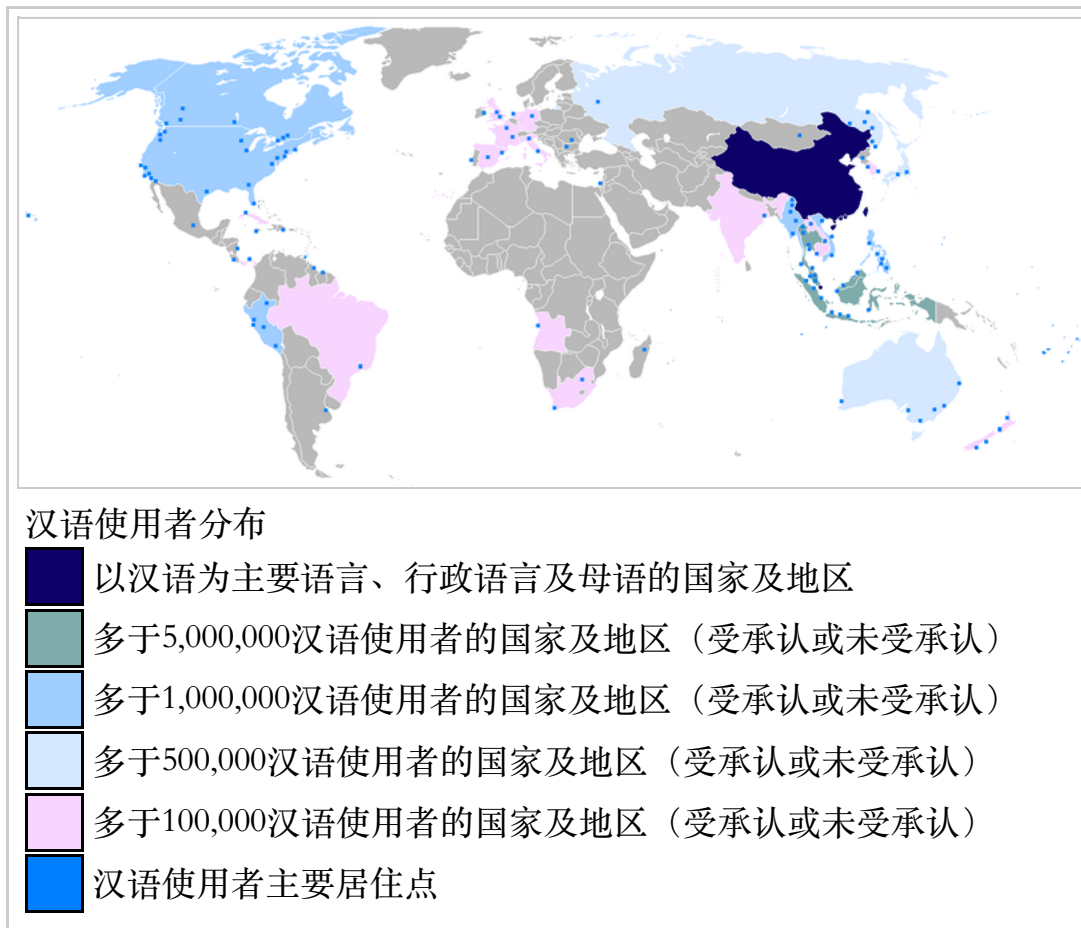 汉语使用者分布
以汉语为主要语言、行政语言及母语的国家及地区
多于5,000,000汉语使用者的国家及地区（受承认或未受承认）
多于1,000,000汉语使用者的国家及地区（受承认或未受承认）
多于500,000汉语使用者的国家及地区（受承认或未受承认）
多于100,000汉语使用者的国家及地区（受承认或未受承认）
汉语使用者主要居住点